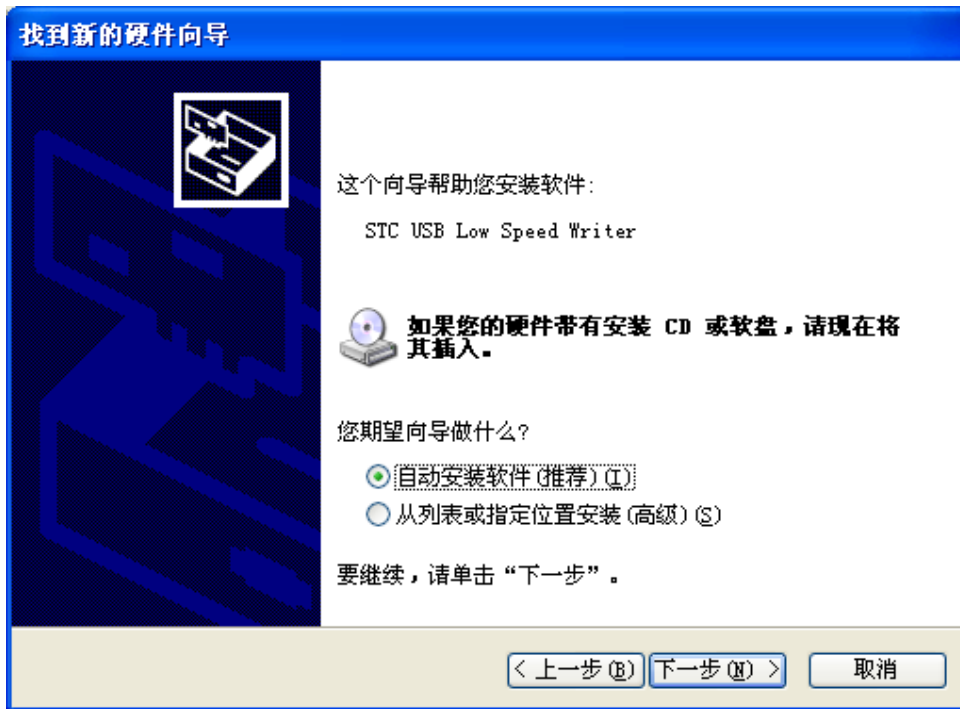 找到新的硬件向导
这个向导帮助您安装软件:
STC USB Low Speed Writer
如果您的硬件带有安装 CD 或软盘，请现在将
其插入。
您期望向导做什么?
自动安装软件(推荐)(I)
从列表或指定位置安装(高级)(S)
要继续，请单击“下一步”。
< 上一步(B) 下一步(N) > 取消